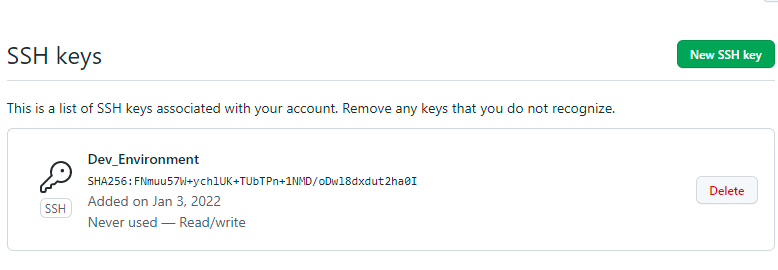 SSH keys
New SSH key
This is a list of SSH keys associated with your account. Remove any keys that you do not recognize.
Dev_Environment
SHA256:FNmuu57W+ychlUK+TUbTPn+1NMD/oDwl8dxdut2ha0I
Added on Jan 3, 2022
Never used — Read/write
SSH
Delete